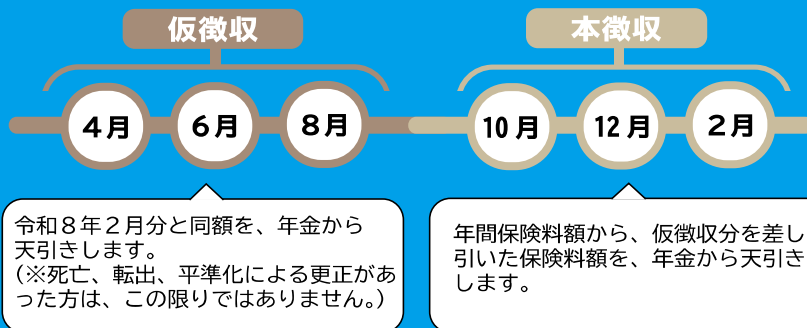 仮徴収
本徴収
4月
6月
8月
10月
12月
2月
令和8年2月分と同額を、年金から
天引きします。
(※死亡、転出、平準化による更正があ
った方は、この限りではありません。)
年間保険料額から、仮徴収分を差し
引いた保険料額を、年金から天引き
します。